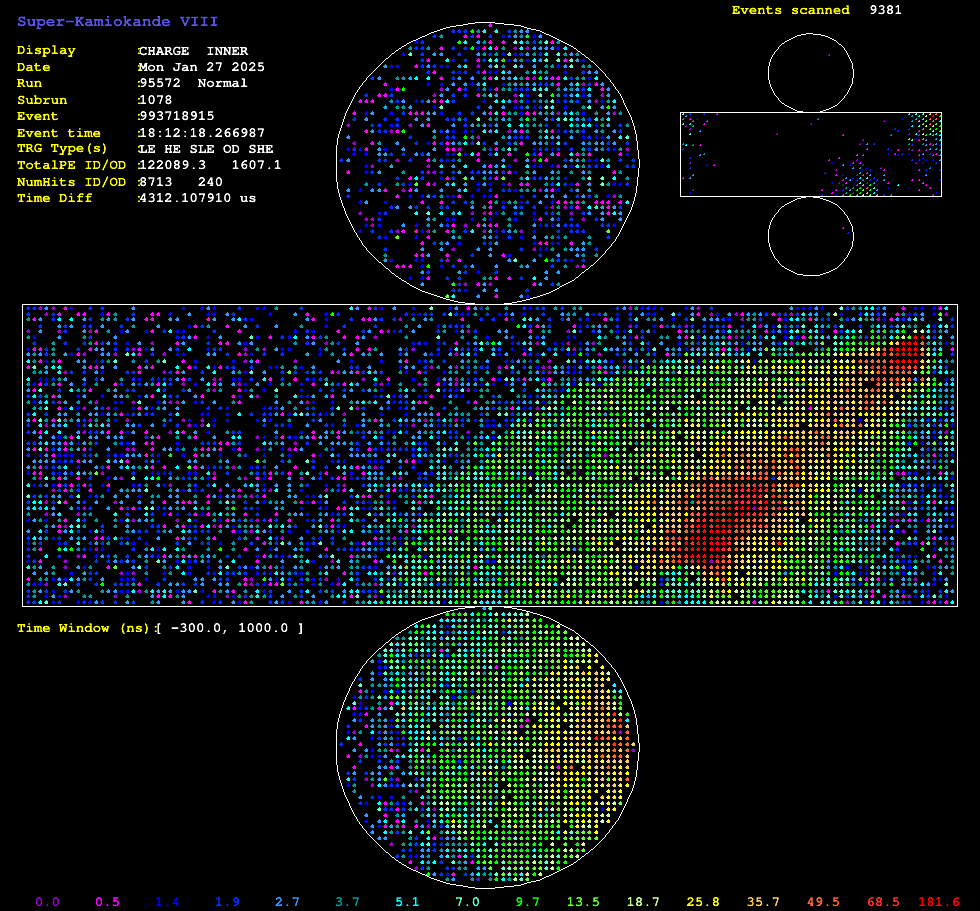 Super-Kamiokande VIII
Events scanned 9381
Display :CHARGE INNER
Date :Mon Jan 27 2025
Run :95572 Normal
Subrun :1078
Event :993718915
Event time :18:12:18.266987
TRG Type(s) :LE HE SLE OD SHE
TotalPE ID/OD :122089.3 1607.1
NumHits ID/OD :8713 240
Time Diff :4312.107910 us
Time Window (ns):[ -300.0, 1000.0 ]
0.0 0.5 1.4 1.9 2.7 3.7 5.1 7.0 9.7 13.5 18.7 25.8 35.7 49.5 68.5 181.6